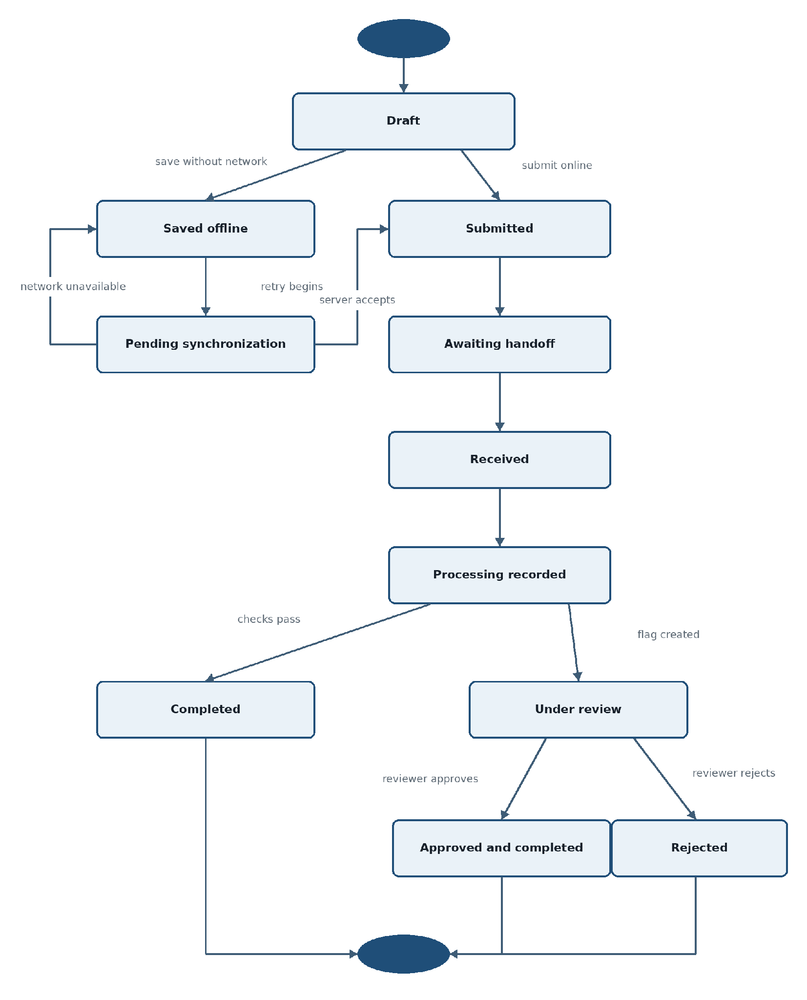 Draft
save without network
submit online
Saved offline
Submitted
network unavailable
retry begins
server accepts
Pending synchronization
Awaiting handoff
Received
Processing recorded
checks pass
flag created
Completed
Under review
reviewer approves
reviewer rejects
Approved and completed
Rejected